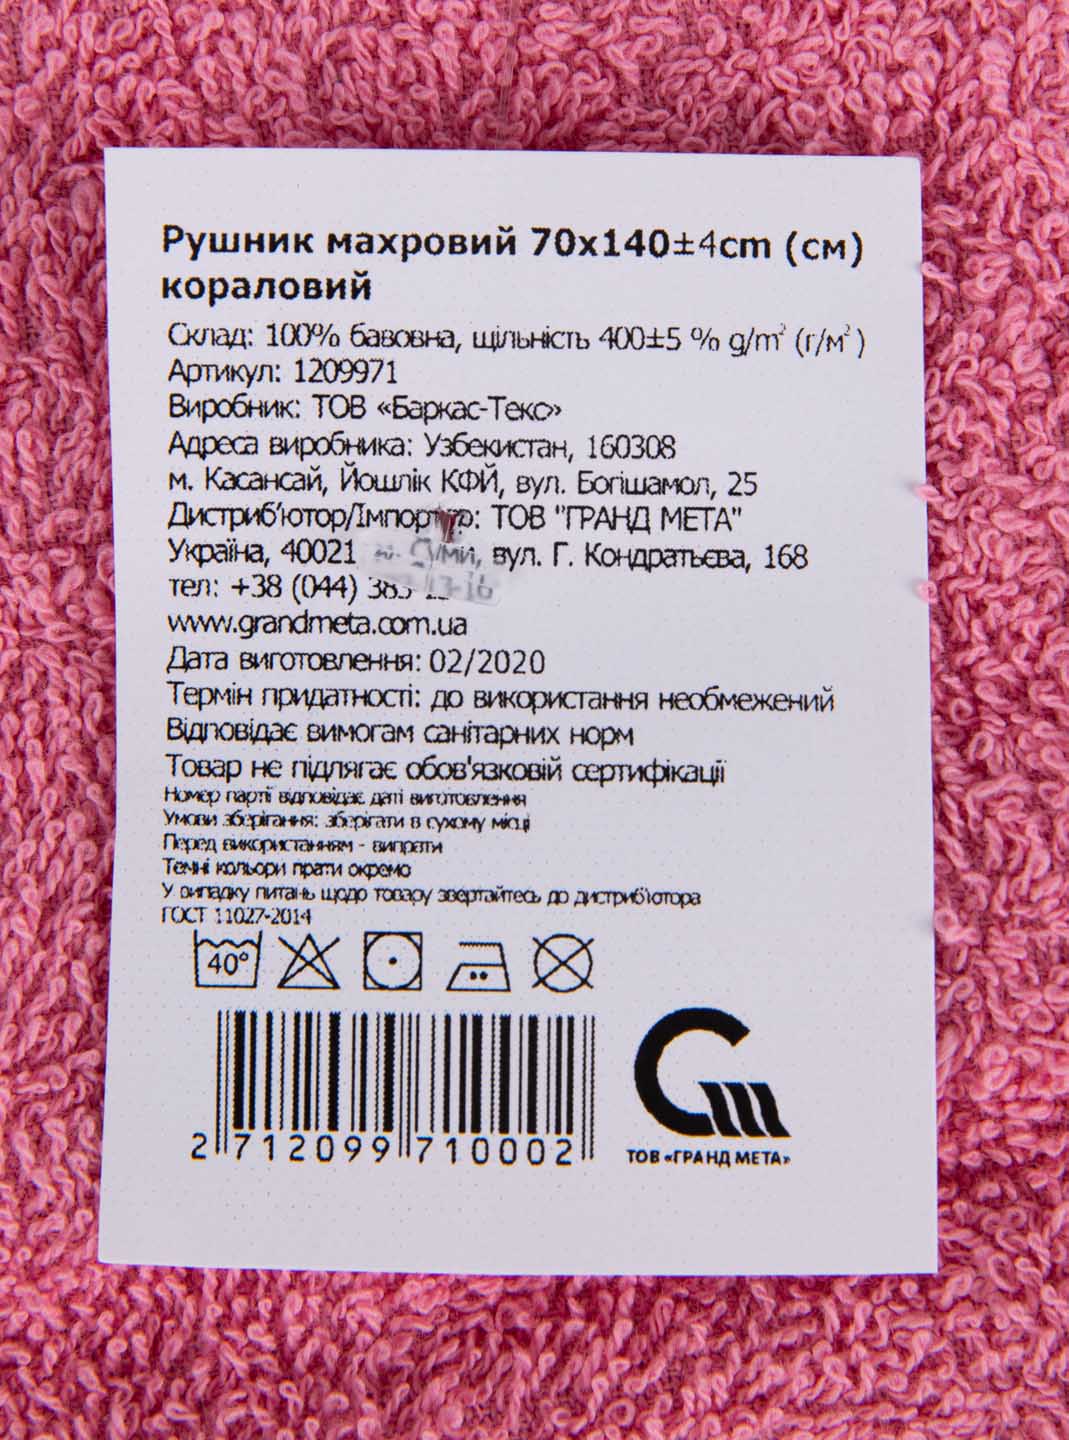 Рушник махровий 70х140±4cm (см)
кораловий
Склад: 100% бавовна, щільність 400±5 % g/m² (г/м²)
Артикул: 1209971
Виробник: ТОВ «Баркас-Текс»
Адреса виробника: Узбекистан, 160308
м. Касансай, Йошлік КФЙ, вул. Богішамол, 25
Дистриб'ютор/Імпортер: ТОВ "ГРАНД МЕТА"
Україна, 40021 м. Суми, вул. Г. Кондратьєва, 168
тел: +38 (044)
www.grandmeta.com.ua
Дата виготовлення: 02/2020
Термін придатності: до використання необмежений
Відповідає вимогам санітарних норм
Товар не підлягає обов'язковій сертифікації
Номер партії відповідає даті виготовлення
Умови зберігання: зберігати в сухому місці
Перед використанням - випрати
Темні кольори прати окремо
У випадку питань щодо товару звертайтесь до дистриб'ютора
ГОСТ 11027-2014
40°
2 712099 710002
ТОВ «ГРАНД МЕТА»